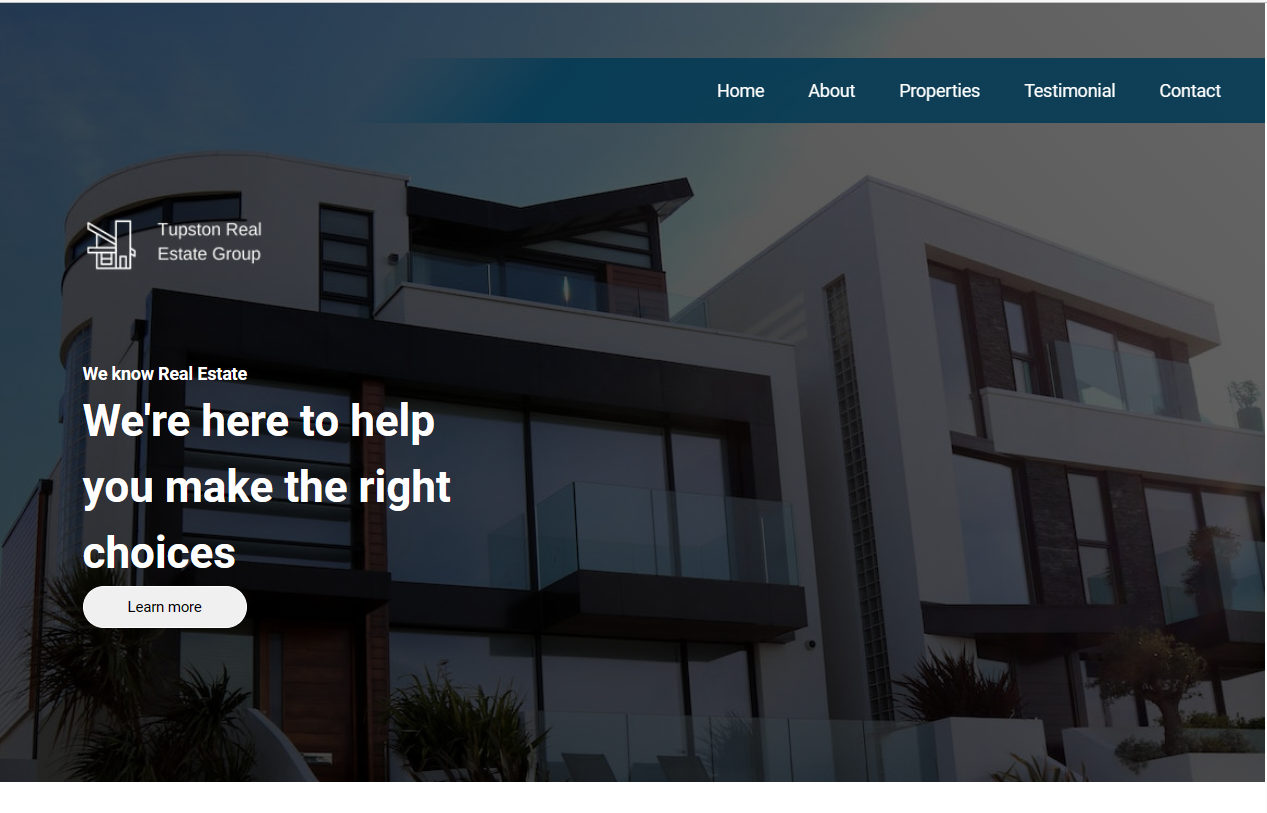 Home About Properties Testimonial Contact
Tupston Real
Estate Group
We know Real Estate
We're here to help
you make the right
choices
Learn more